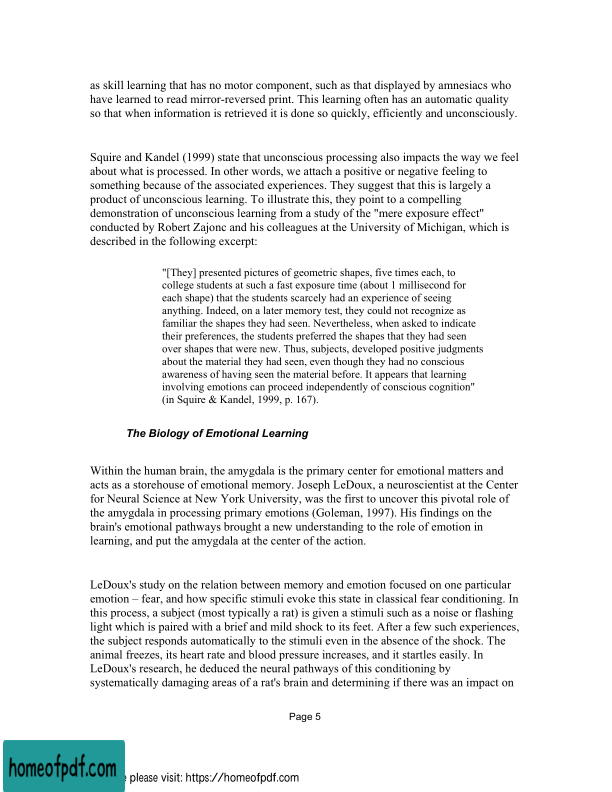 as skill learning that has no motor component, such as that displayed by amnesiacs who
have learned to read mirror-reversed print. This learning often has an automatic quality
so that when information is retrieved it is done so quickly, efficiently and unconsciously.
Squire and Kandel (1999) state that unconscious processing also impacts the way we feel
about what is processed. In other words, we attach a positive or negative feeling to
something because of the associated experiences. They suggest that this is largely a
product of unconscious learning. To illustrate this, they point to a compelling
demonstration of unconscious learning from a study of the "mere exposure effect"
conducted by Robert Zajonc and his colleagues at the University of Michigan, which is
described in the following excerpt:
"[They] presented pictures of geometric shapes, five times each, to
college students at such a fast exposure time (about 1 millisecond for
each shape) that the students scarcely had an experience of seeing
anything. Indeed, on a later memory test, they could not recognize as
familiar the shapes they had seen. Nevertheless, when asked to indicate
their preferences, the students preferred the shapes that they had seen
over shapes that were new. Thus, subjects, developed positive judgments
about the material they had seen, even though they had no conscious
awareness of having seen the material before. It appears that learning
involving emotions can proceed independently of conscious cognition"
(in Squire & Kandel, 1999, p. 167).
The Biology of Emotional Learning
Within the human brain, the amygdala is the primary center for emotional matters and
acts as a storehouse of emotional memory. Joseph LeDoux, a neuroscientist at the Center
for Neural Science at New York University, was the first to uncover this pivotal role of
the amygdala in processing primary emotions (Goleman, 1997). His findings on the
brain's emotional pathways brought a new understanding to the role of emotion in
learning, and put the amygdala at the center of the action.
LeDoux's study on the relation between memory and emotion focused on one particular
emotion – fear, and how specific stimuli evoke this state in classical fear conditioning. In
this process, a subject (most typically a rat) is given a stimuli such as a noise or flashing
light which is paired with a brief and mild shock to its feet. After a few such experiences,
the subject responds automatically to the stimuli even in the absence of the shock. The
animal freezes, its heart rate and blood pressure increases, and it startles easily. In
LeDoux's research, he deduced the neural pathways of this conditioning by
systematically damaging areas of a rat's brain and determining if there was an impact on
Page 5
homeofpdf.com
please visit: https://homeofpdf.com